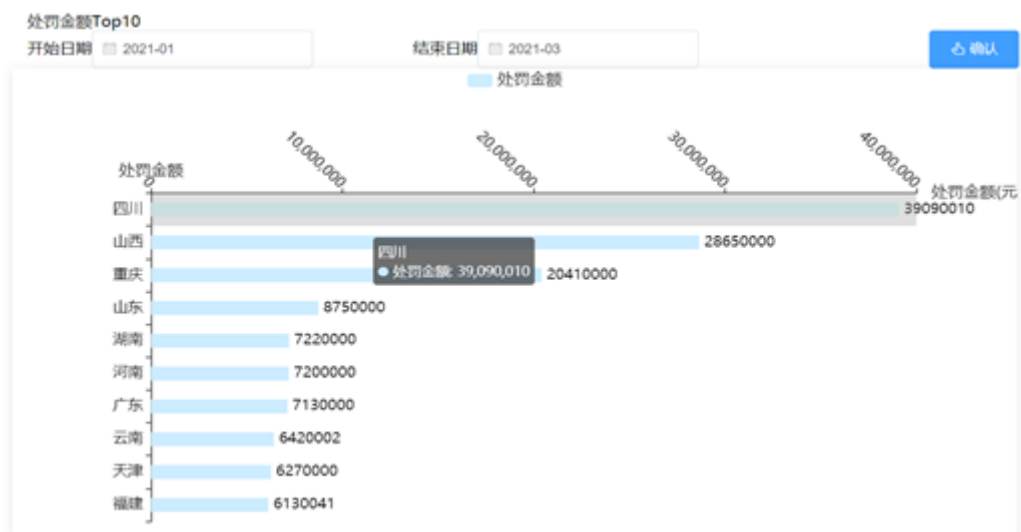 处罚金额Top10
开始日期 2021-01 结束日期 2021-03 确认
处罚金额
0 10,000,000 20,000,000 30,000,000 40,000,000
处罚金额
处罚金额(元
四川 39090010
山西 28650000
四川
处罚金额: 39,090,010
重庆 20410000
山东 8750000
湖南 7220000
河南 7200000
广东 7130000
云南 6420002
天津 6270000
福建 6130041